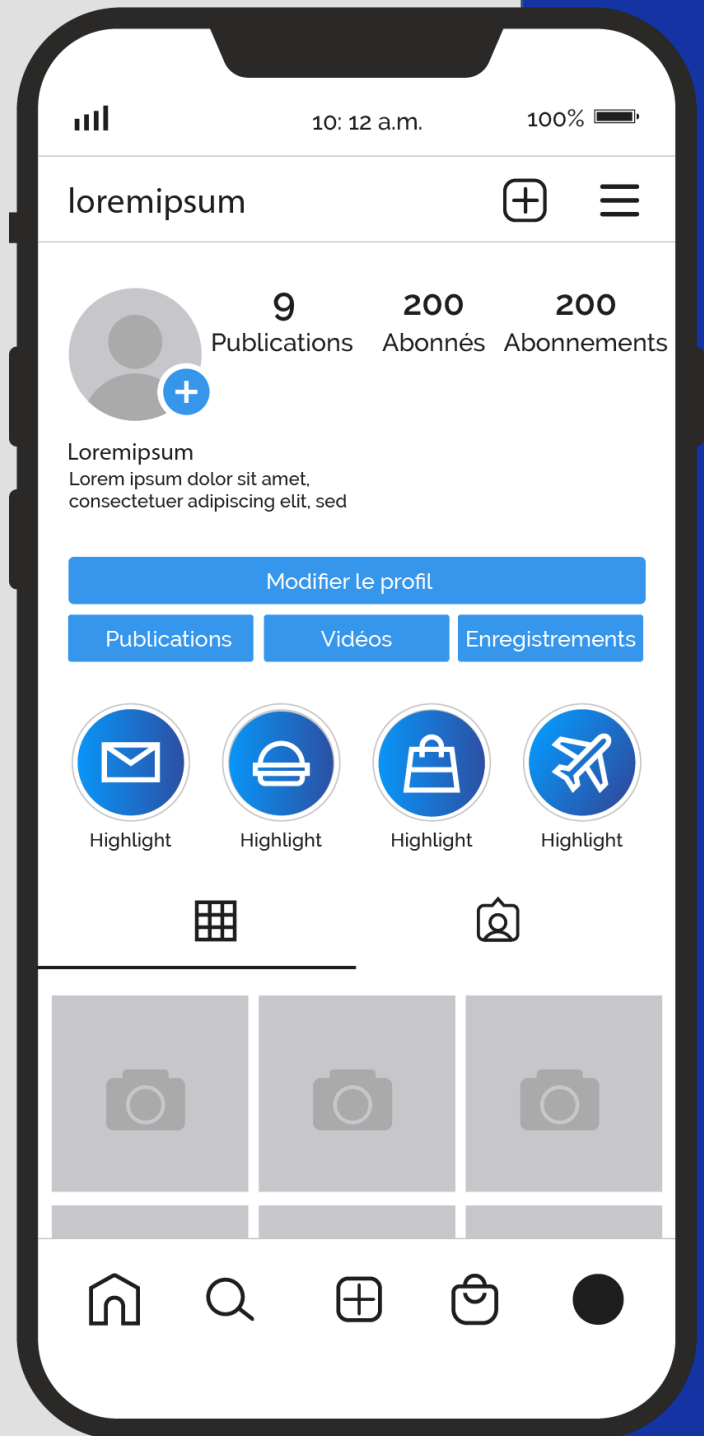 10: 12 a.m. 100%
loremipsum
9 200 200
Publications Abonnés Abonnements
Loremipsum
Lorem ipsum dolor sit amet,
consectetuer adipiscing elit, sed
Modifier le profil
Publications Vidéos Enregistrements
Highlight Highlight Highlight Highlight